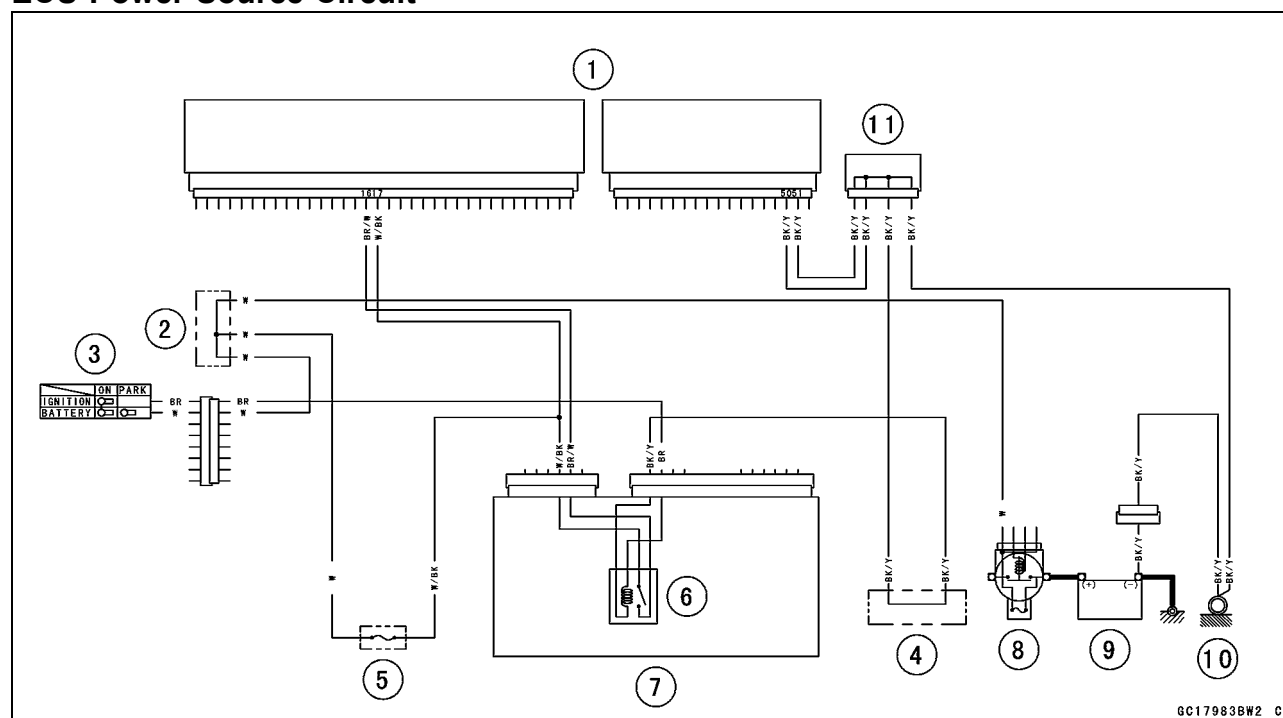 ECU Power Source Circuit
1
11
1617
5051
BR/W
W/BK
BK/Y
BK/Y
BK/Y
BK/Y
BK/Y
BK/Y
2
W
W
W
3
ON PARK
IGNITION
BATTERY
BR
W
BR
W
W/BK
BR/W
BK/Y
BR
BK/Y
W
BK/Y
W
W/BK
BK/Y
BK/Y
BK/Y
BK/Y
(+)
(-)
6
5
7
4
8
9
10
GC17983BW2 C